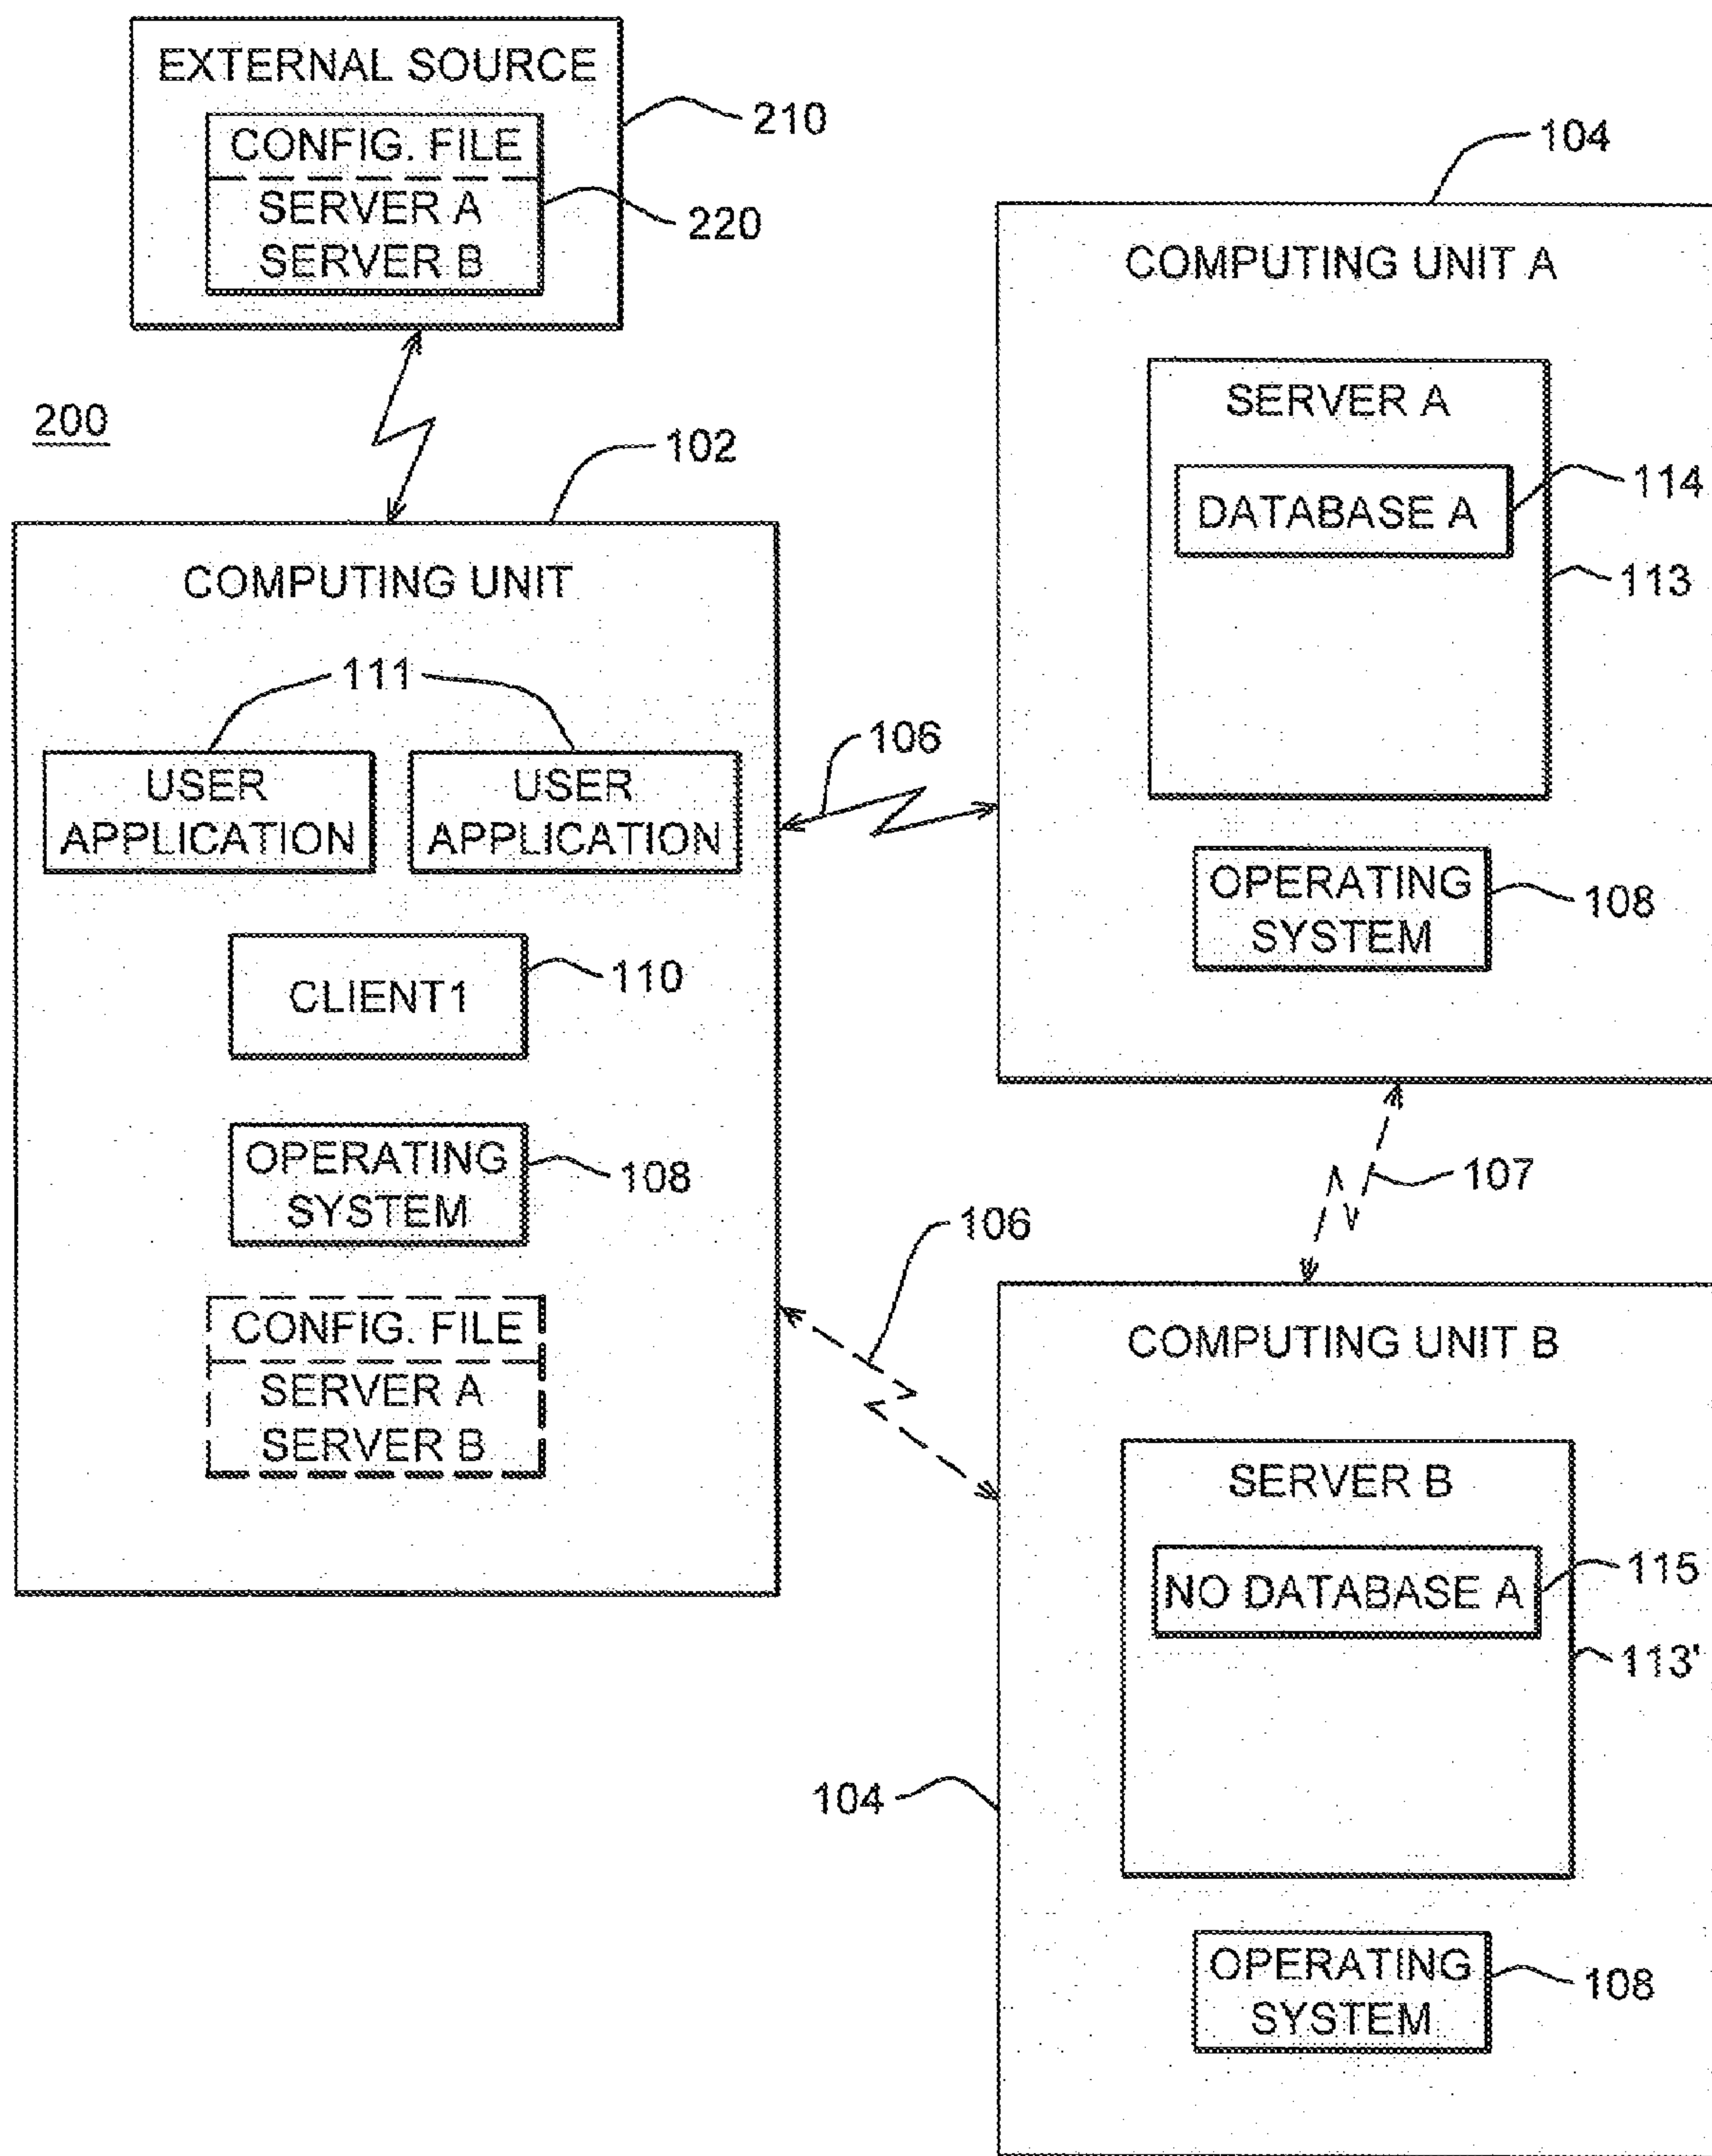 EXTERNAL SOURCE
CONFIG. FILE
SERVER A
SERVER B
210
220
200
102
COMPUTING UNIT
111
USER
APPLICATION
USER
APPLICATION
CLIENT1
110
OPERATING
SYSTEM
108
CONFIG. FILE
SERVER A
SERVER B
106
106
107
104
COMPUTING UNIT A
SERVER A
DATABASE A
114
113
OPERATING
SYSTEM
108
COMPUTING UNIT B
SERVER B
NO DATABASE A
115
113'
104
OPERATING
SYSTEM
108